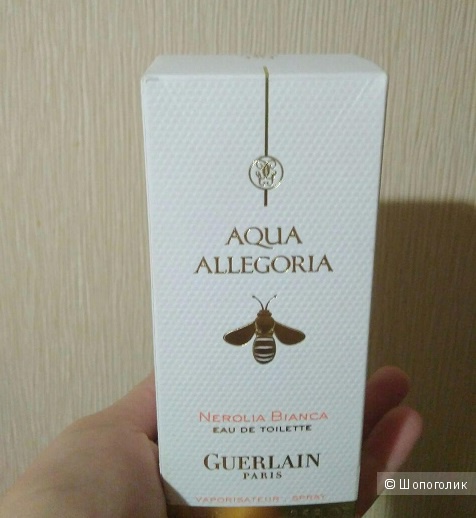 AQUA
ALLEGORIA
NEROLIA BIANCA
EAU DE TOILETTE
GUERLAIN
PARIS
VAPORISATEUR - SPRAY
© Шопоголик